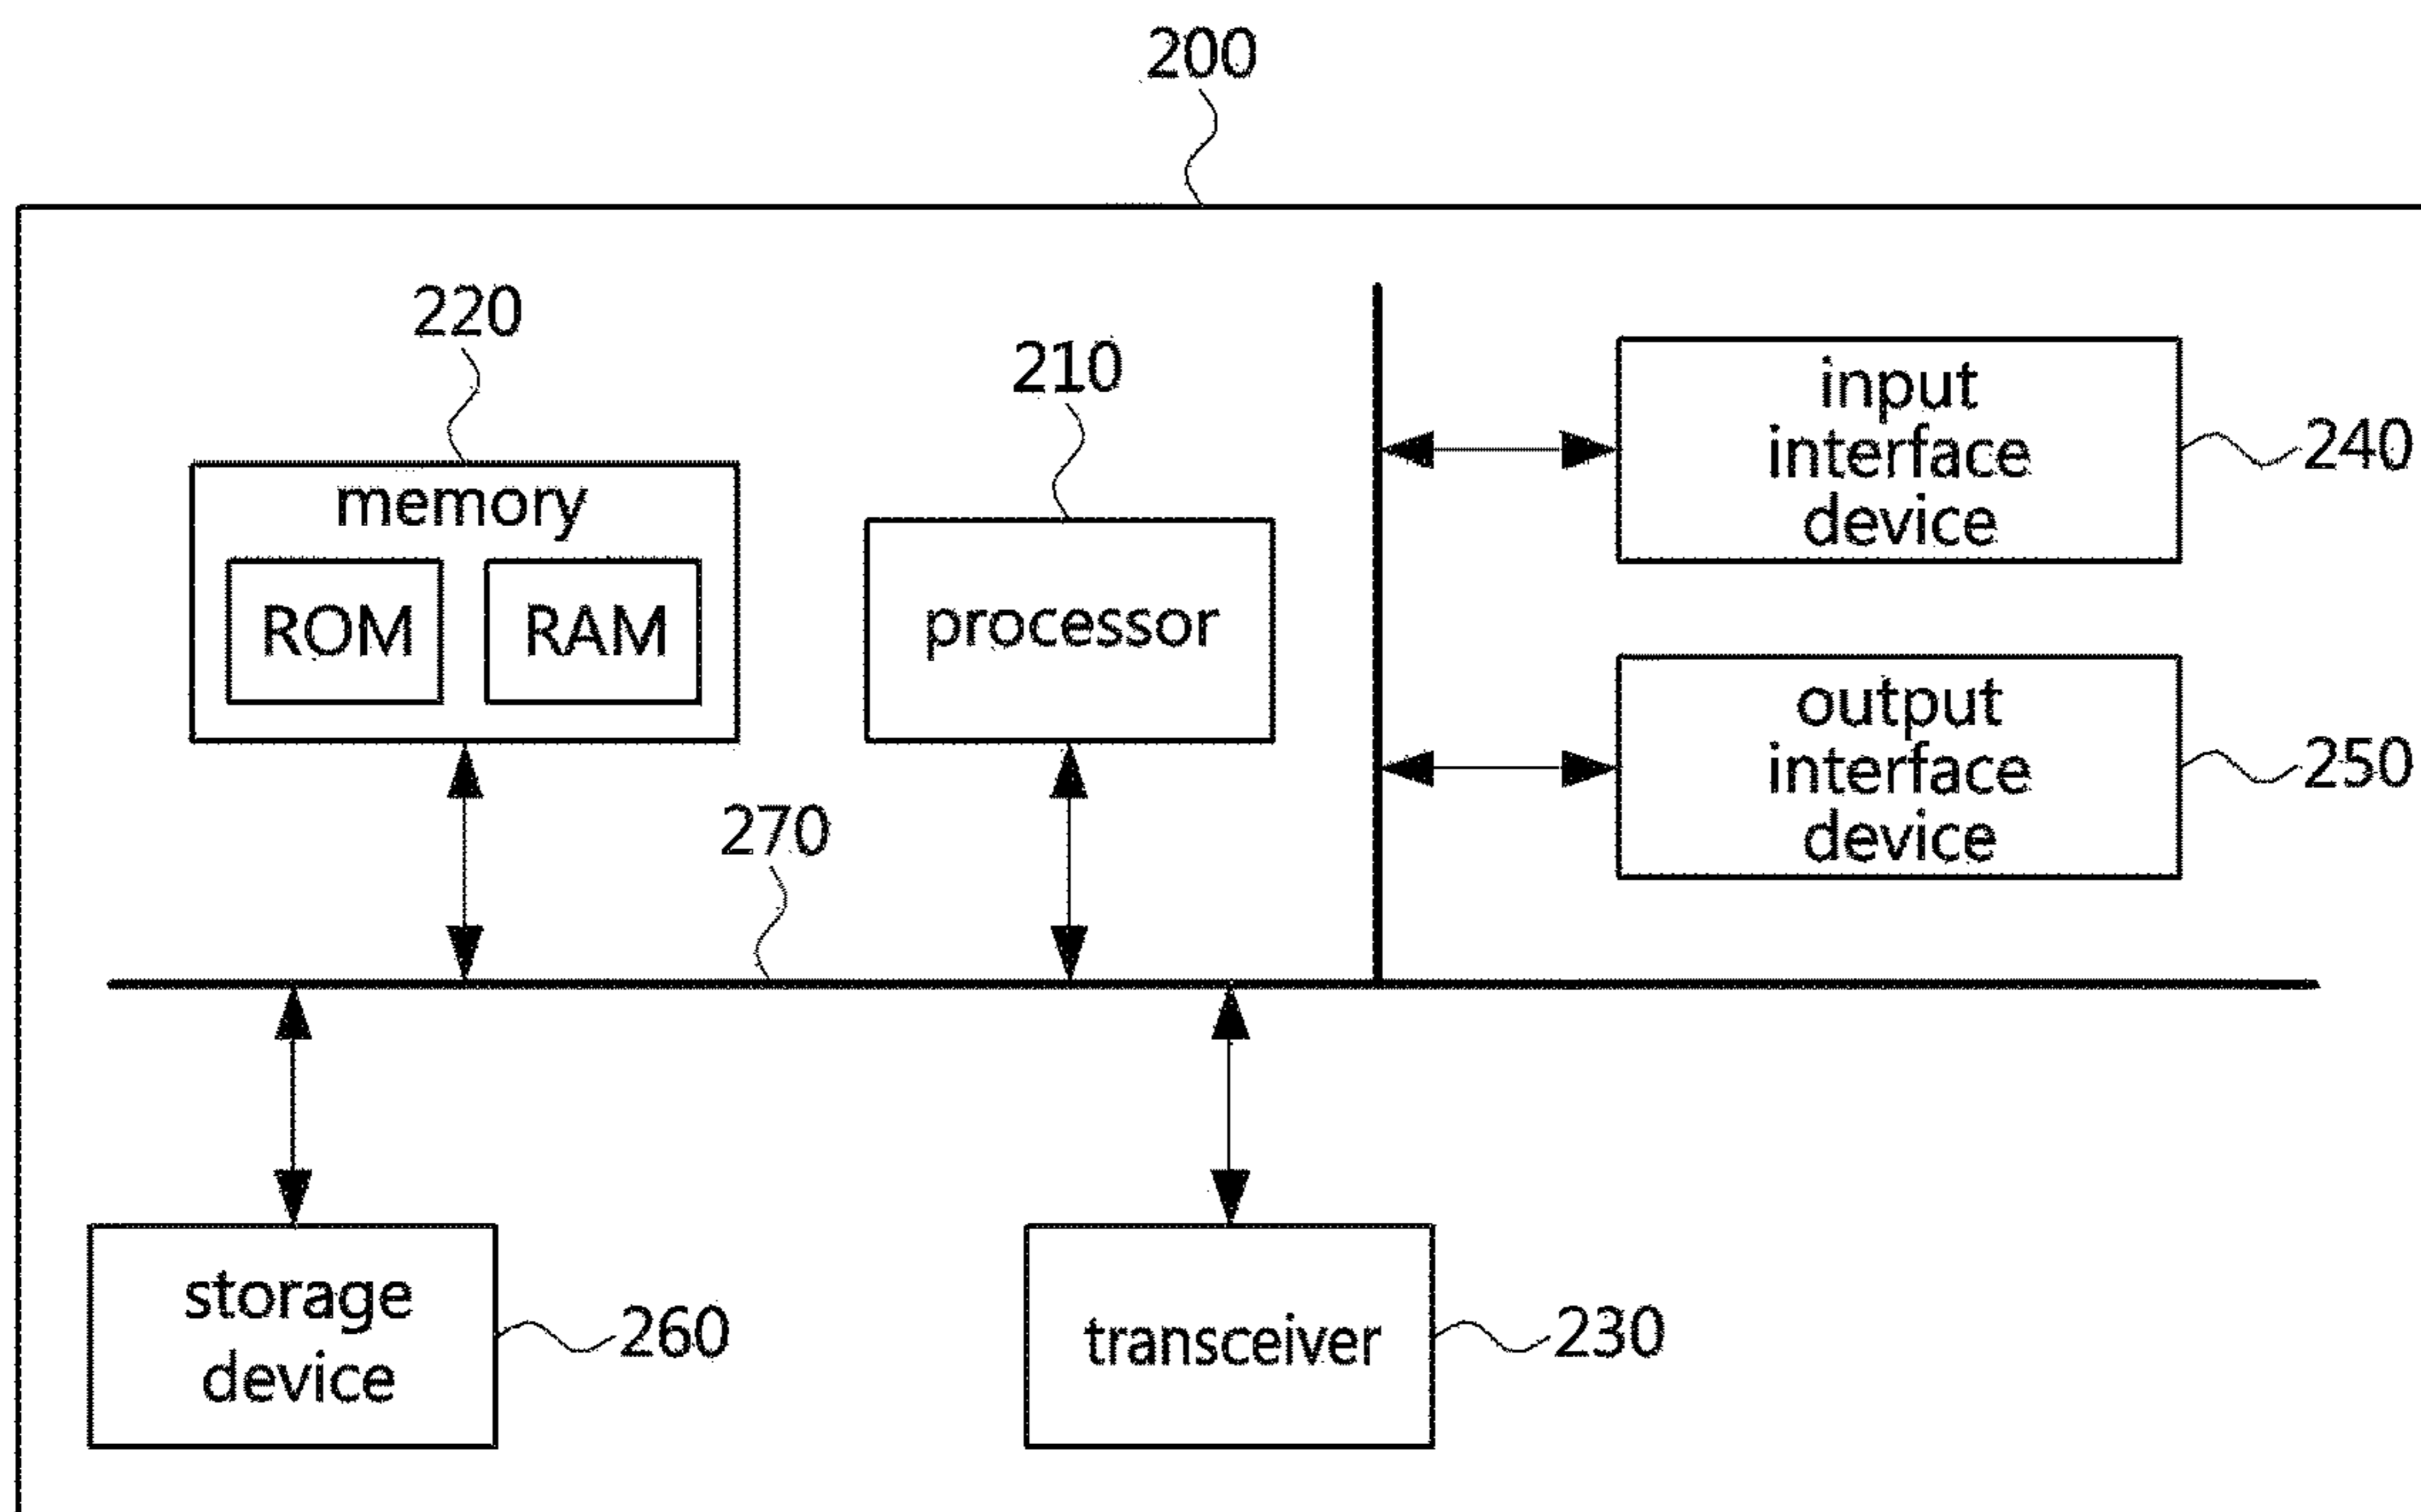 200
220
210
memory
ROM
RAM
processor
input
interface
device
240
output
interface
device
250
270
storage
device
260
transceiver
230